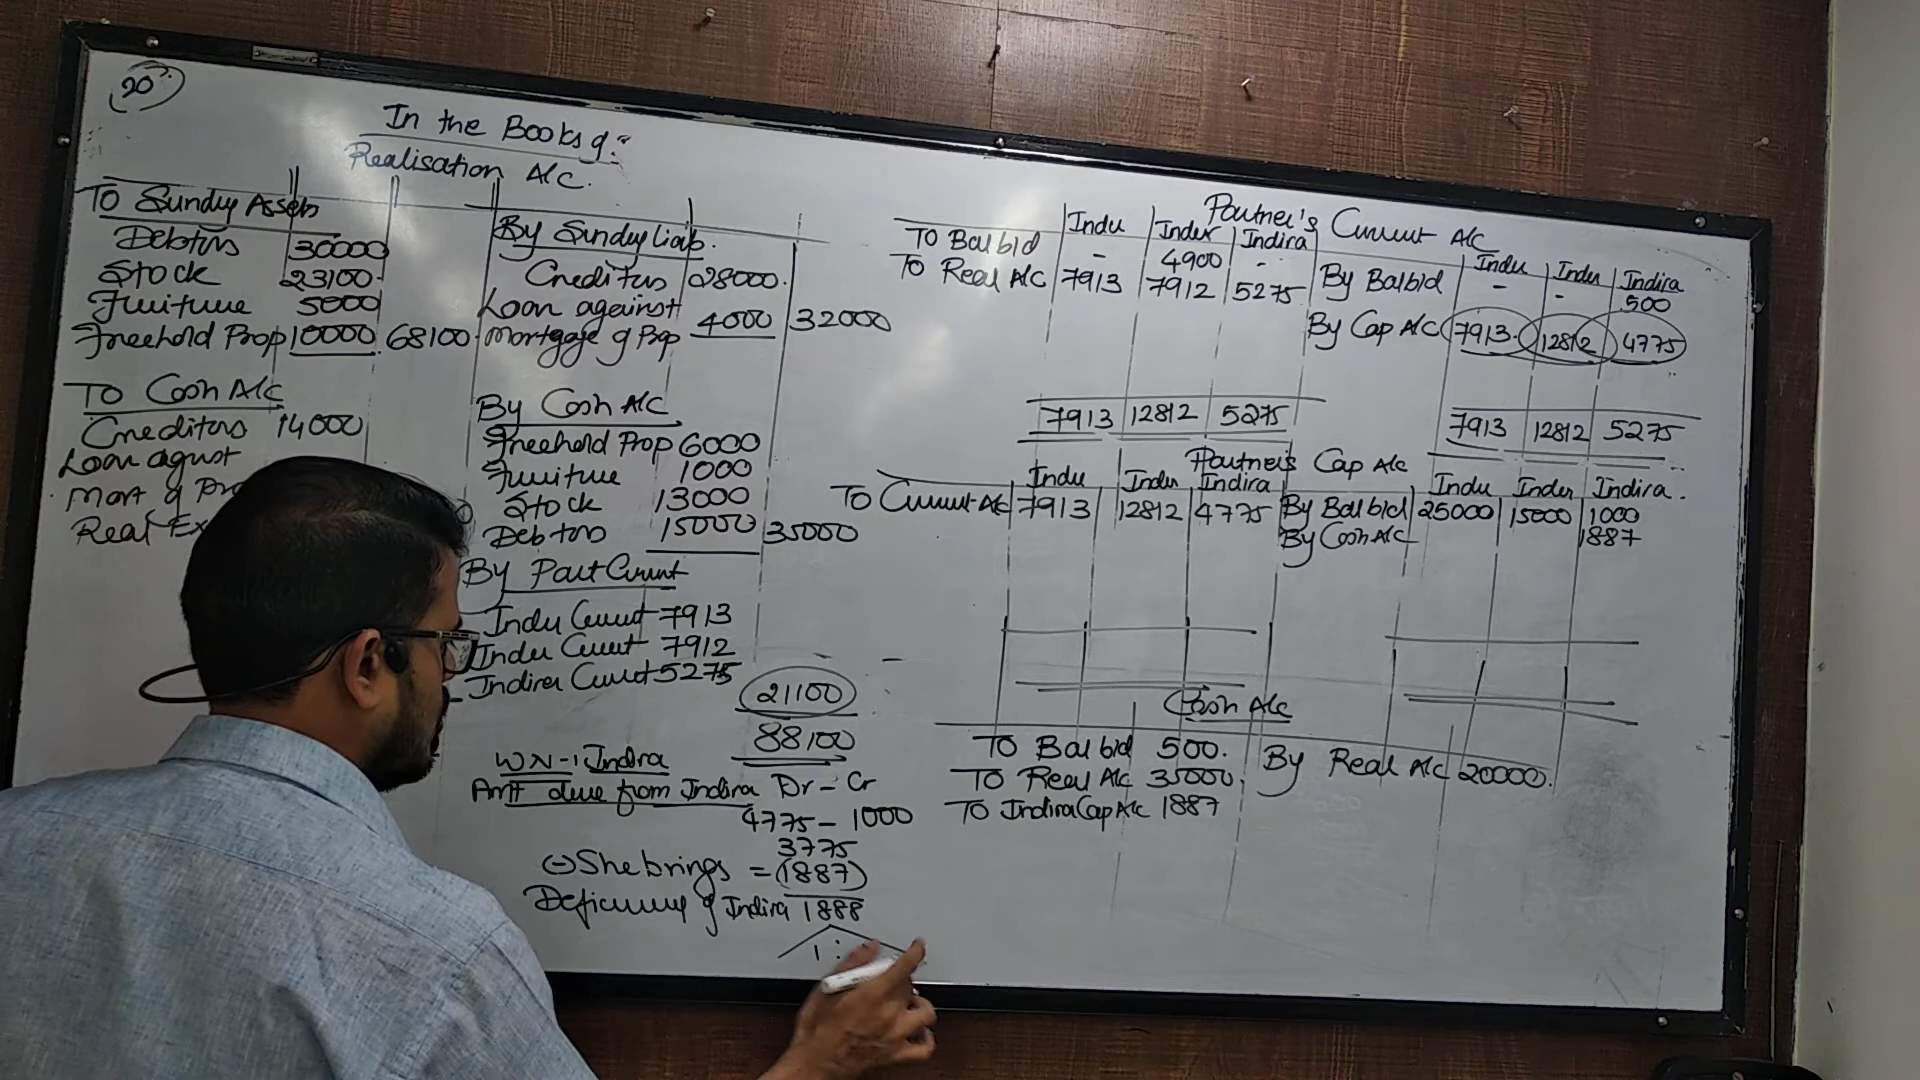 20
In the Books of:-
Realisation A/c.
To Sundry Assets
Debtors 30000
Stock 23100
Furniture 5000
Freehold Prop 10000 68100
To Cash A/c
Creditors 14000
Loan agust
Mort of Pro
Real Ex
By Sundry Liab.
Creditors 28000.
Loan against
Mortgage of Prop 4000 32000
By Cash A/c
Freehold Prop 6000
Furniture 1000
Stock 13000
Debtors 15000 35000
By Part Current
Indu Current 7913
Inder Current 7912
Indira Current 5275
21100
88100
WN-1 Indira
Amt due from Indira Dr - Cr
4775 - 1000
3775
(-) She brings = (1887)
Deficiency of Indira 1888
1 :
Partner's Current A/c
Indu Inder Indira
To Bal b/d - 4900 -
To Real A/c 7913 7912 5275
7913 12812 5275
Indu Inder Indira
By Bal b/d - - 500
By Cap A/c 7913. 12812 4775
7913 12812 5275
Partner's Cap A/c
Indu Inder Indira
To Current A/c 7913 12812 4775
Indu Inder Indira.
By Bal b/d 25000 15000 1000
By Cash A/c 1887
Cash A/c
To Bal b/d 500.
To Real A/c 35000.
To Indira Cap A/c 1887
By Real A/c 20000.